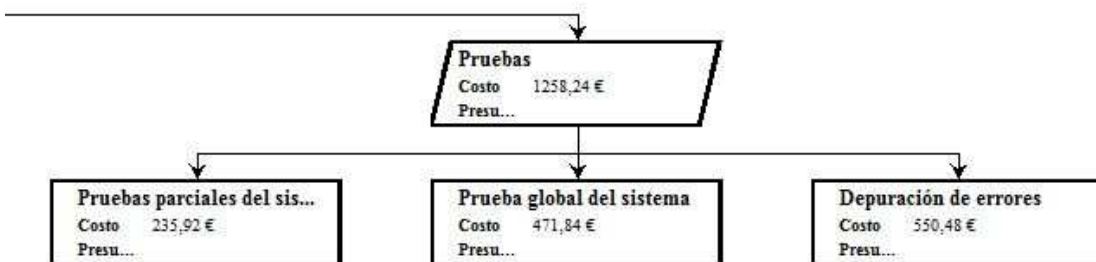 Pruebas
Costo 1258,24 €
Presu...
Pruebas parciales del sis...
Costo 235,92 €
Presu...
Prueba global del sistema
Costo 471,84 €
Presu...
Depuración de errores
Costo 550,48 €
Presu...